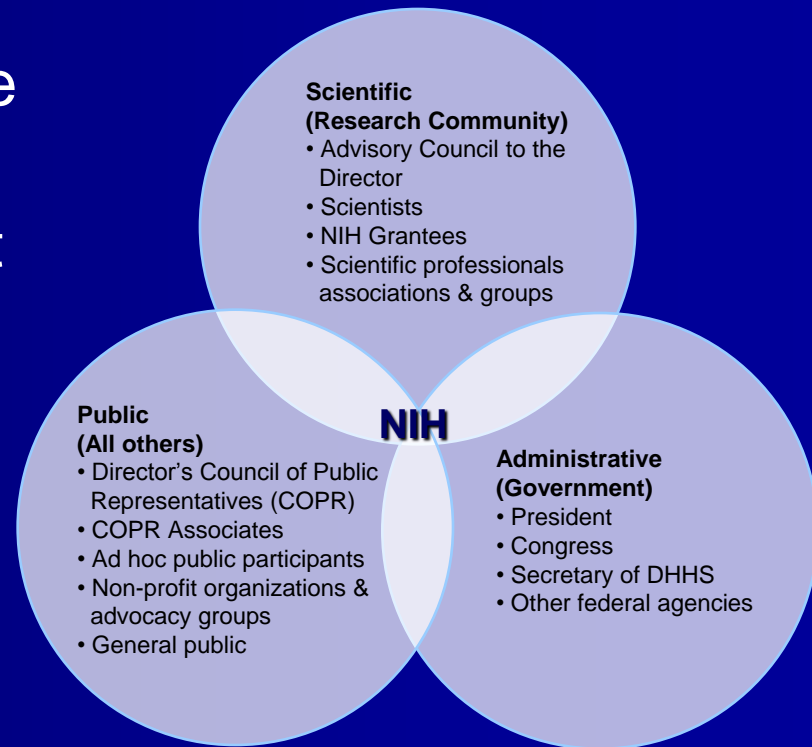 e
t
Scientific
(Research Community)
• Advisory Council to the
Director
• Scientists
• NIH Grantees
• Scientific professionals
associations & groups
NIH
Public
(All others)
• Director’s Council of Public
Representatives (COPR)
• COPR Associates
• Ad hoc public participants
• Non-profit organizations &
advocacy groups
• General public
Administrative
(Government)
• President
• Congress
• Secretary of DHHS
• Other federal agencies